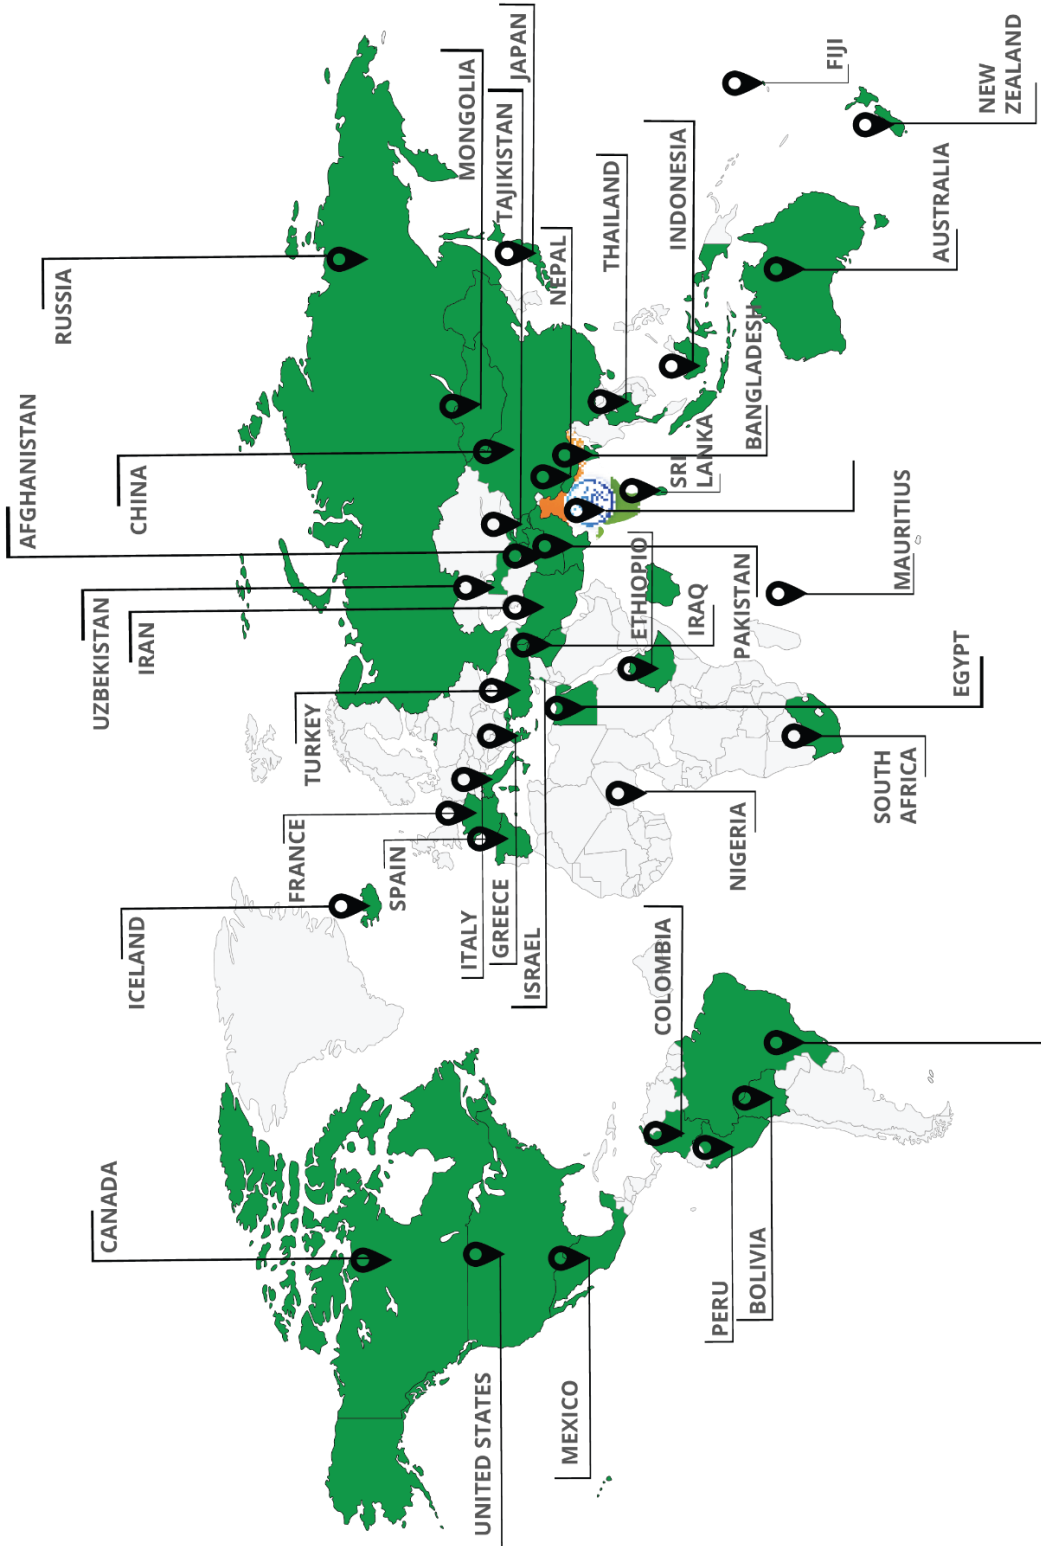 CANADA
UNITED STATES
MEXICO
PERU
BOLIVIA
COLOMBIA
ICELAND
FRANCE
SPAIN
ITALY
GREECE
ISRAEL
TURKEY
UZBEKISTAN
IRAN
AFGHANISTAN
CHINA
RUSSIA
MONGOLIA
TAJIKISTAN
JAPAN
NEPAL
THAILAND
INDONESIA
BANGLADESH
SRI
LANKA
ETHIOPIO
IRAQ
PAKISTAN
NIGERIA
SOUTH
AFRICA
EGYPT
MAURITIUS
AUSTRALIA
FIJI
NEW
ZEALAND